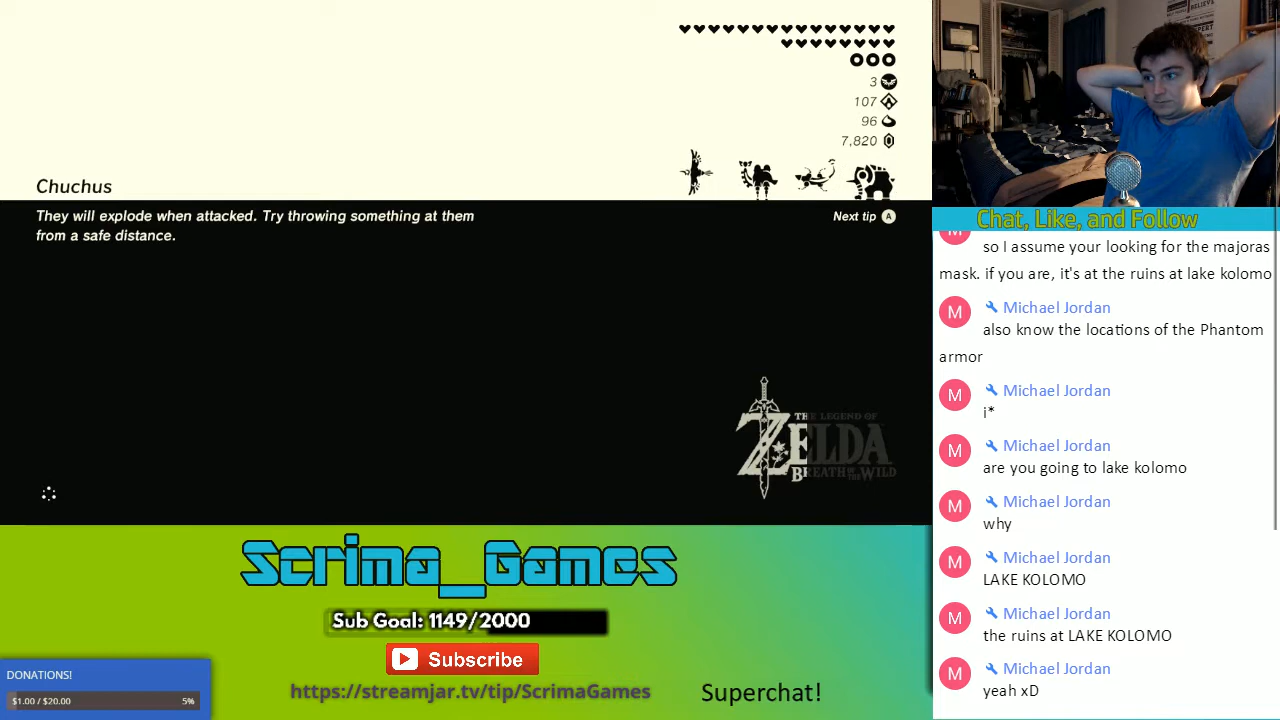 3
107
96
7,820
Chuchus
They will explode when attacked. Try throwing something at them
from a safe distance.
Next tip A
THE LEGEND OF
ZELDA
BREATH OF THE WILD
Scrima_Games
Sub Goal: 1149/2000
Subscribe
https://streamjar.tv/tip/ScrimaGames
Superchat!
DONATIONS!
$1.00 / $20.00
5%
BELIEVE
Chat, Like, and Follow
M
so I assume your looking for the majoras
mask. if you are, it's at the ruins at lake kolomo
M Michael Jordan
also know the locations of the Phantom
armor
M Michael Jordan
i*
M Michael Jordan
are you going to lake kolomo
M Michael Jordan
why
M Michael Jordan
LAKE KOLOMO
M Michael Jordan
the ruins at LAKE KOLOMO
M Michael Jordan
yeah xD